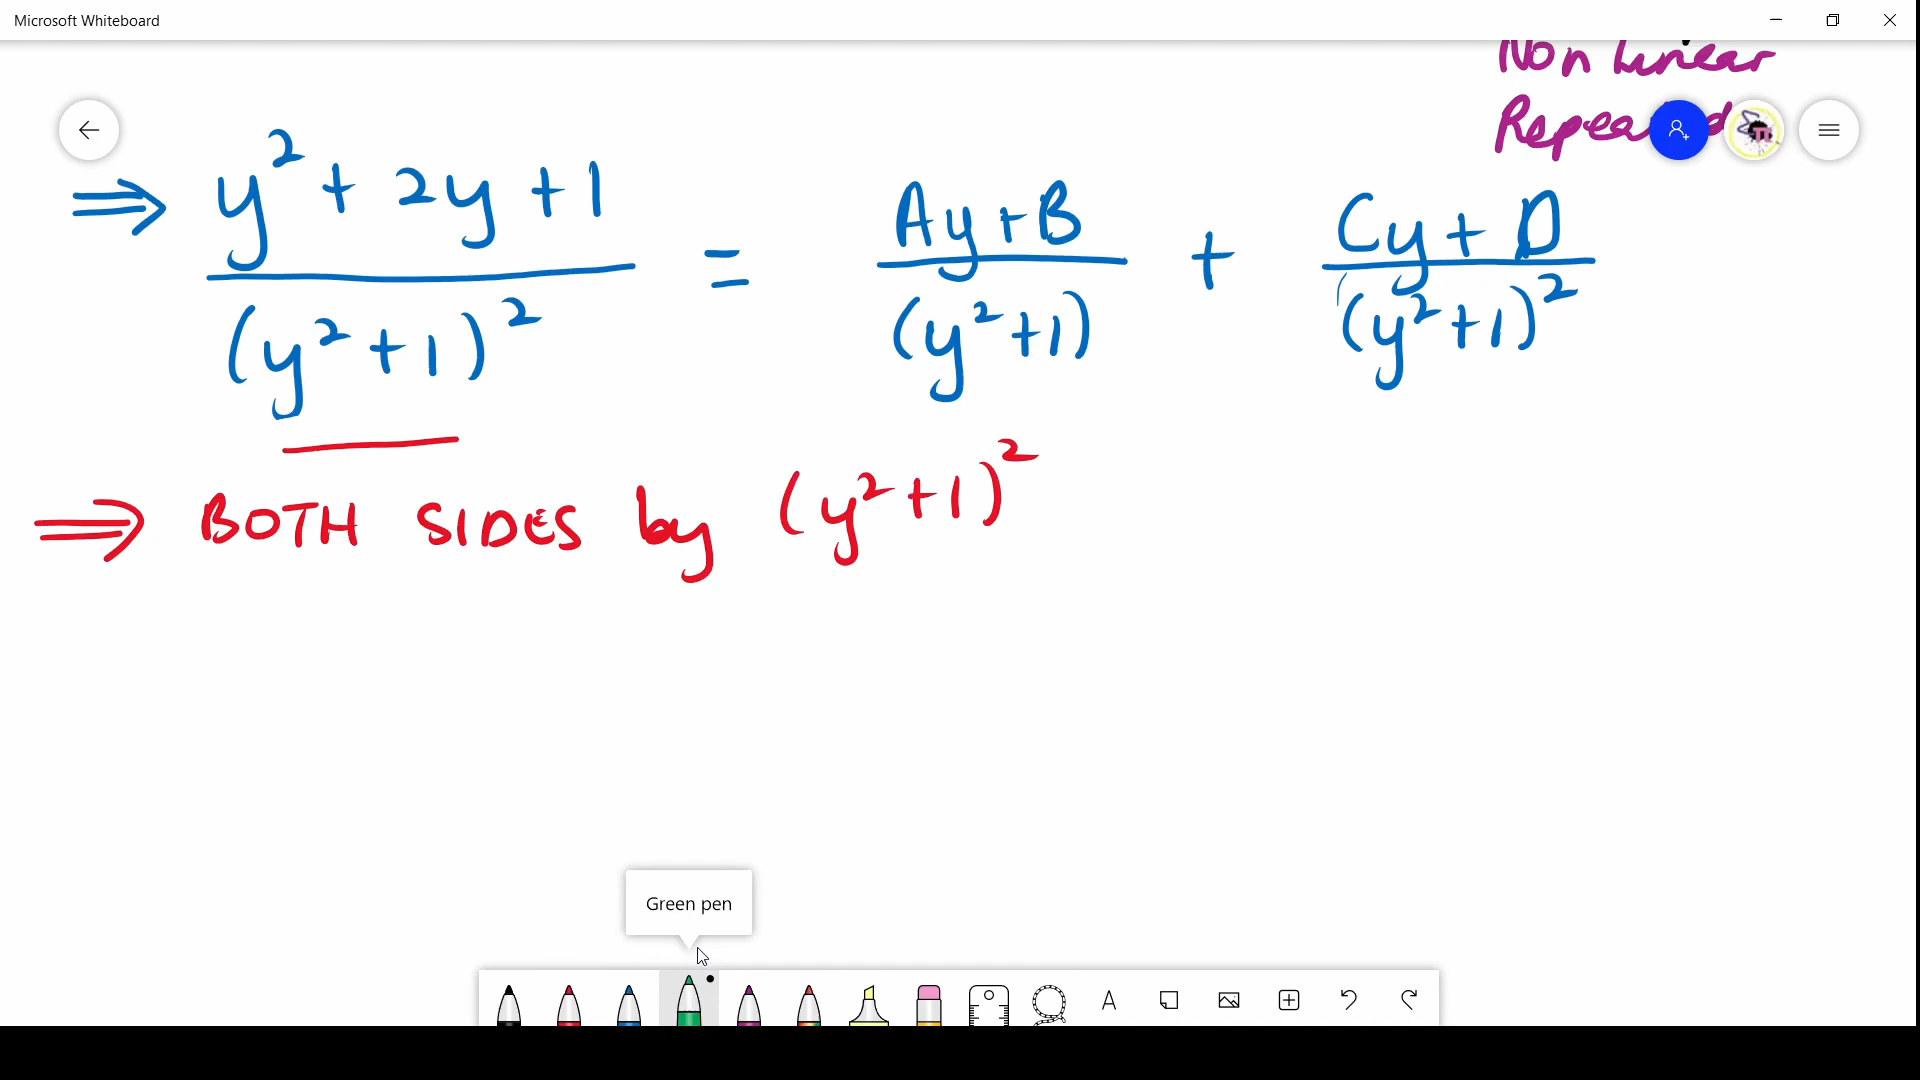 Microsoft Whiteboard
Non Linear
⇒ y² + 2y + 1 / (y² + 1)² = Ay + B / (y² + 1) + Cy + D / (y² + 1)²
⇒ BOTH SIDES by (y² + 1)²
Green pen